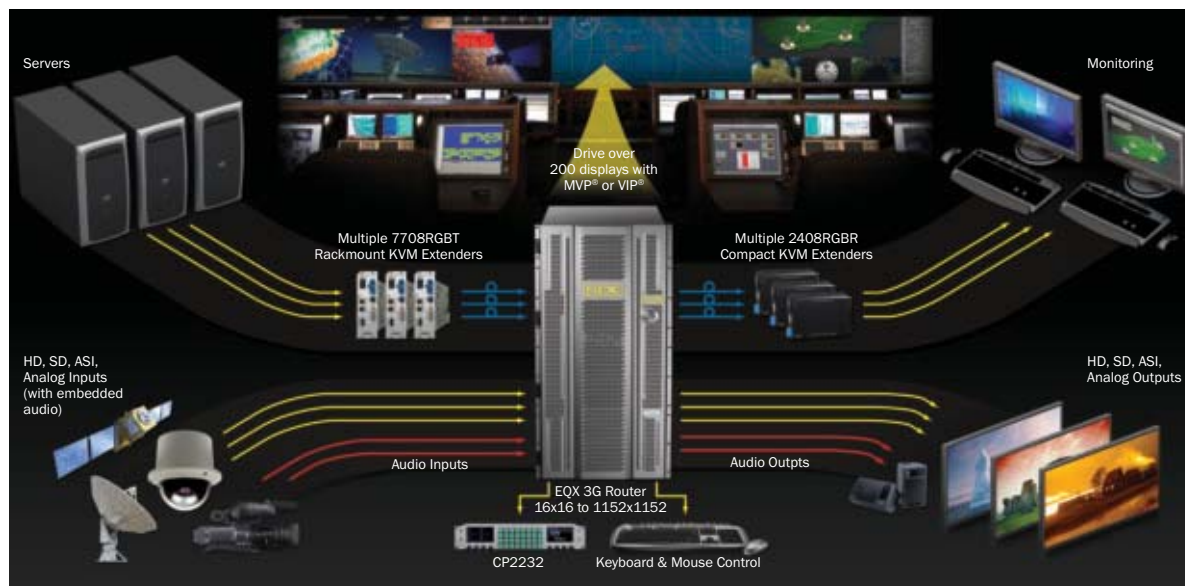 Servers
Monitoring
Drive over
200 displays with
MVP® or VIP®
Multiple 7708RGBT
Rackmount KVM Extenders
Multiple 2408RGBR
Compact KVM Extenders
HD, SD, ASI,
Analog Inputs
(with embedded
audio)
HD, SD, ASI,
Analog Outputs
Audio Inputs
Audio Outpts
EQX 3G Router
16x16 to 1152x1152
CP2232
Keyboard & Mouse Control